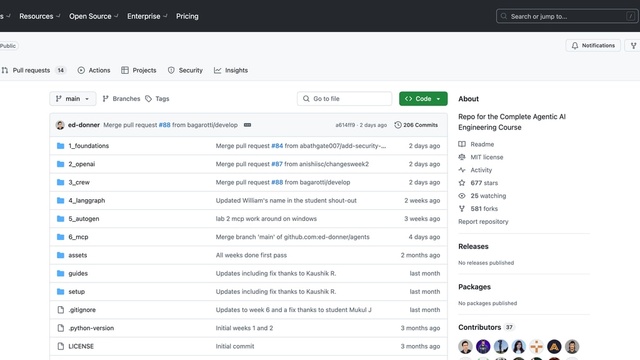 s Resources Open Source Enterprise Pricing Search or jump to... /
Public Notifications
Pull requests 14 Actions Projects Security Insights
main Branches Tags Go to file Code
ed-donner Merge pull request #88 from bagarotti/develop a614ff9 · 2 days ago 206 Commits
1_foundations Merge pull request #84 from abathgate007/add-security-... 2 days ago
2_openai Merge pull request #87 from anishiisc/changesweek2 2 days ago
3_crew Merge pull request #88 from bagarotti/develop 2 days ago
4_langgraph Updated William's name in the student shout-out 2 weeks ago
5_autogen lab 2 mcp work around on windows 3 weeks ago
6_mcp Merge branch 'main' of github.com:ed-donner/agents 4 days ago
assets All weeks done first pass 2 months ago
guides Updates including fix thanks to Kaushik R. last month
setup Updates including fix thanks to Kaushik R. last month
.gitignore Updates to week 6 and a fix thanks to student Mukul J last month
.python-version Initial weeks 1 and 2 3 months ago
LICENSE Initial commit 3 months ago
About
Repo for the Complete Agentic AI
Engineering Course
Readme
MIT license
Activity
677 stars
25 watching
581 forks
Report repository
Releases
No releases published
Packages
No packages published
Contributors 37